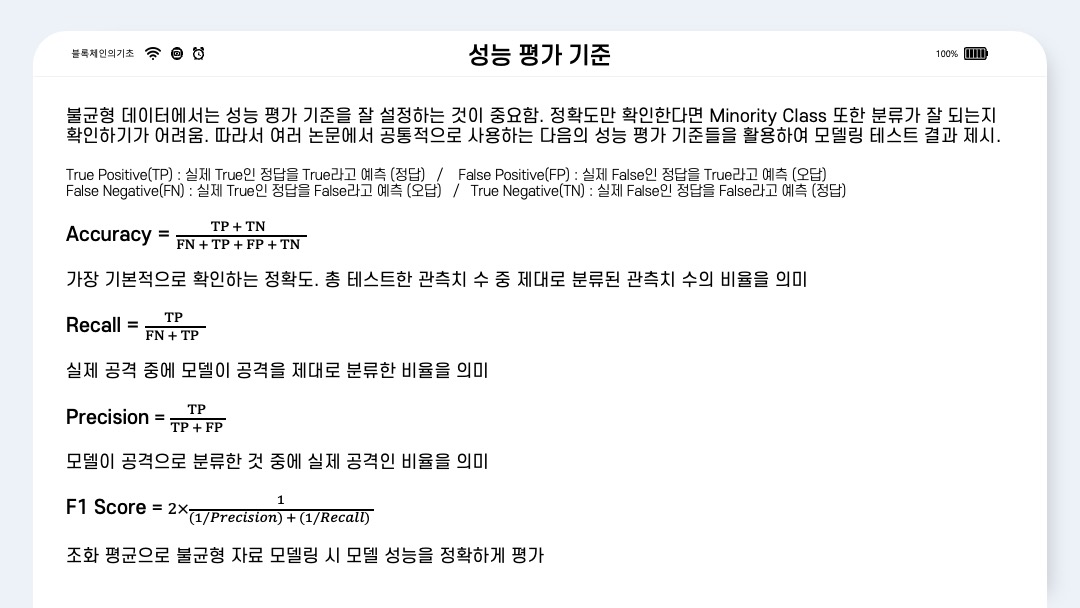 블록체인의기초
성능 평가 기준
100%
불균형 데이터에서는 성능 평가 기준을 잘 설정하는 것이 중요함. 정확도만 확인한다면 Minority Class 또한 분류가 잘 되는지
확인하기가 어려움. 따라서 여러 논문에서 공통적으로 사용하는 다음의 성능 평가 기준들을 활용하여 모델링 테스트 결과 제시.
True Positive(TP) : 실제 True인 정답을 True라고 예측 (정답) / False Positive(FP) : 실제 False인 정답을 True라고 예측 (오답)
False Negative(FN) : 실제 True인 정답을 False라고 예측 (오답) / True Negative(TN) : 실제 False인 정답을 False라고 예측 (정답)
Accuracy = (TP + TN) / (FN + TP + FP + TN)
가장 기본적으로 확인하는 정확도. 총 테스트한 관측치 수 중 제대로 분류된 관측치 수의 비율을 의미
Recall = TP / (FN + TP)
실제 공격 중에 모델이 공격을 제대로 분류한 비율을 의미
Precision = TP / (TP + FP)
모델이 공격으로 분류한 것 중에 실제 공격인 비율을 의미
F1 Score = 2× 1 / ((1/Precision) + (1/Recall))
조화 평균으로 불균형 자료 모델링 시 모델 성능을 정확하게 평가